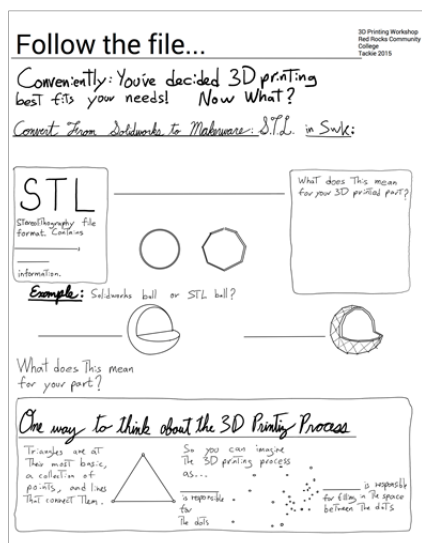 Follow the file...
3D Printing Workshop
Red Rocks Community
College
Tackie 2015
Conveniently: You've decided 3D printing
best fits your needs! Now What?
Convert From Solidworks to Makerware: S.T.L. in Swk:
STL
Stereolithography file
format. Contains
information.
What does This mean
for your 3D printed part?
Example: Solidworks ball or STL ball?
What does This mean
for your part?
One way to think about the 3D Printing Process
Triangles are at
Their most basic,
a collection of
points, and lines
That connect Them.
So you can imagine
The 3D printing process
as...
is responsible
for
The dots
is responsible
for filling in The space
between The dots